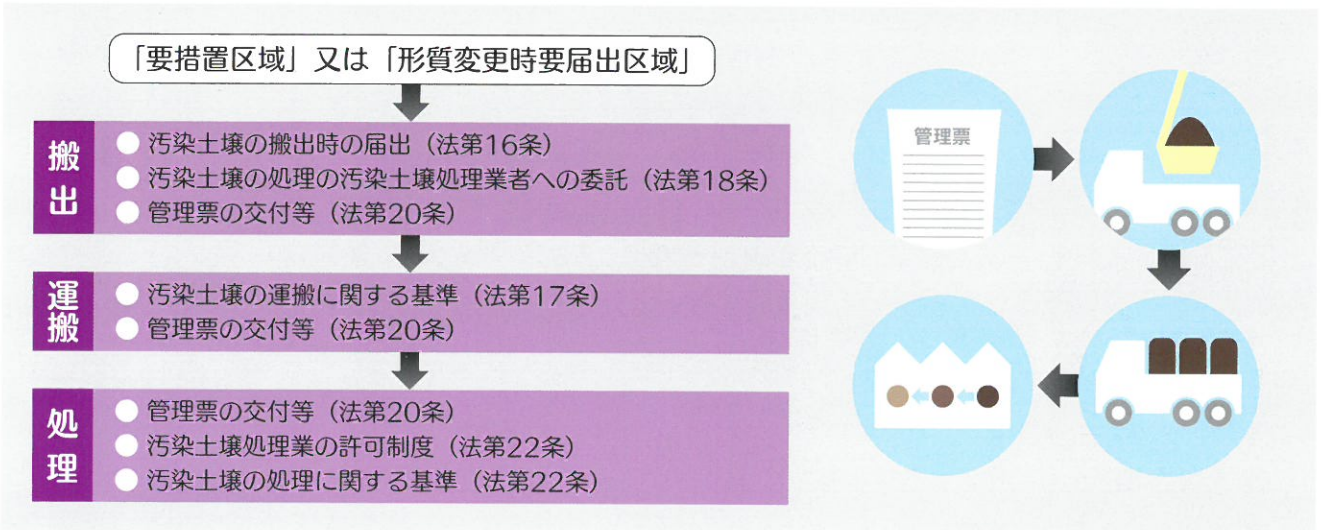 「要措置区域」又は「形質変更時要届出区域」
搬出
● 汚染土壌の搬出時の届出（法第16条）
● 汚染土壌の処理の汚染土壌処理業者への委託（法第18条）
● 管理票の交付等（法第20条）
運搬
● 汚染土壌の運搬に関する基準（法第17条）
● 管理票の交付等（法第20条）
処理
● 管理票の交付等（法第20条）
● 汚染土壌処理業の許可制度（法第22条）
● 汚染土壌の処理に関する基準（法第22条）
管理票